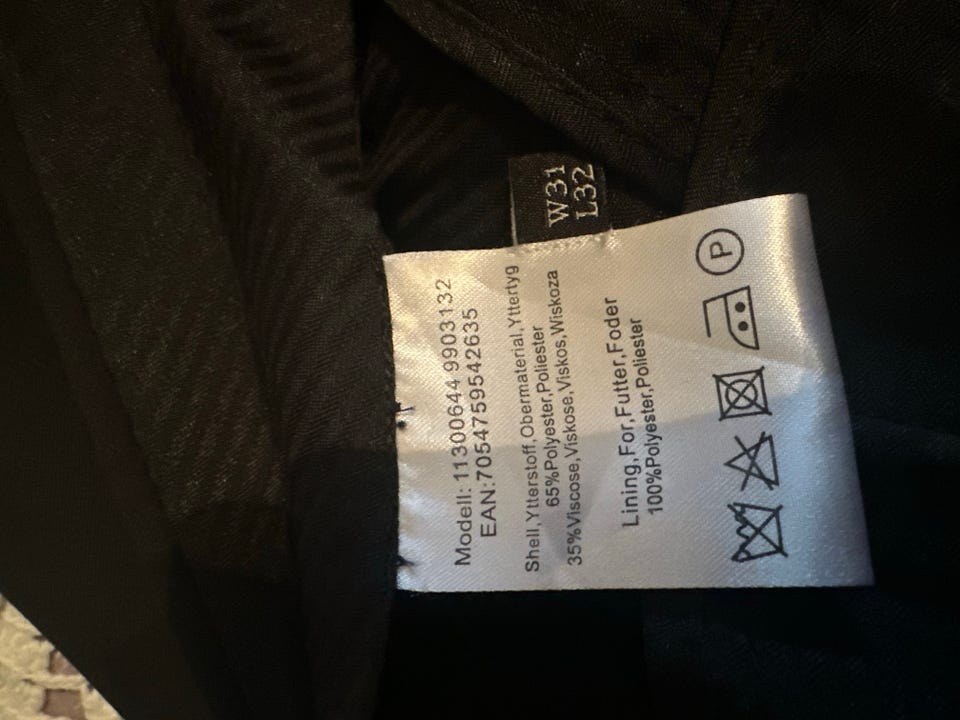 W31
L32
Modell: 11300644 9903132
EAN:7054759542635
Shell,Ytterstoff,Obermaterial,Yttertyg
65%Polyester,Poliester
35%Viscose,Viskose,Viskos,Wiskoza
Lining,For,Futter,Foder
100%Polyester,Poliester
P